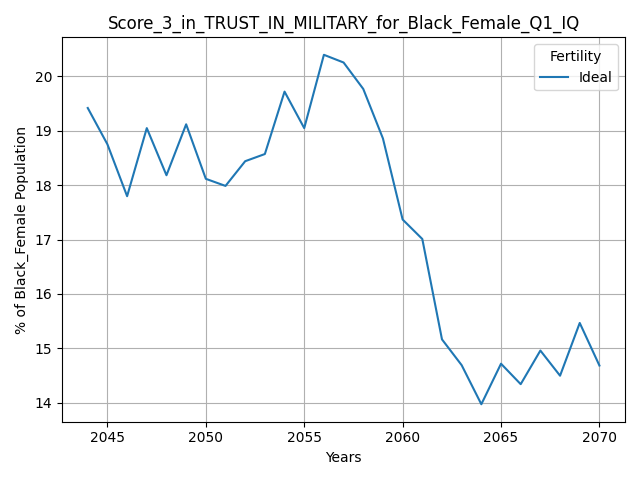 Score_3_in_TRUST_IN_MILITARY_for_Black_Female_Q1_IQ
Fertility
Ideal
% of Black_Female Population
20
19
18
17
16
15
14
2045 2050 2055 2060 2065 2070
Years